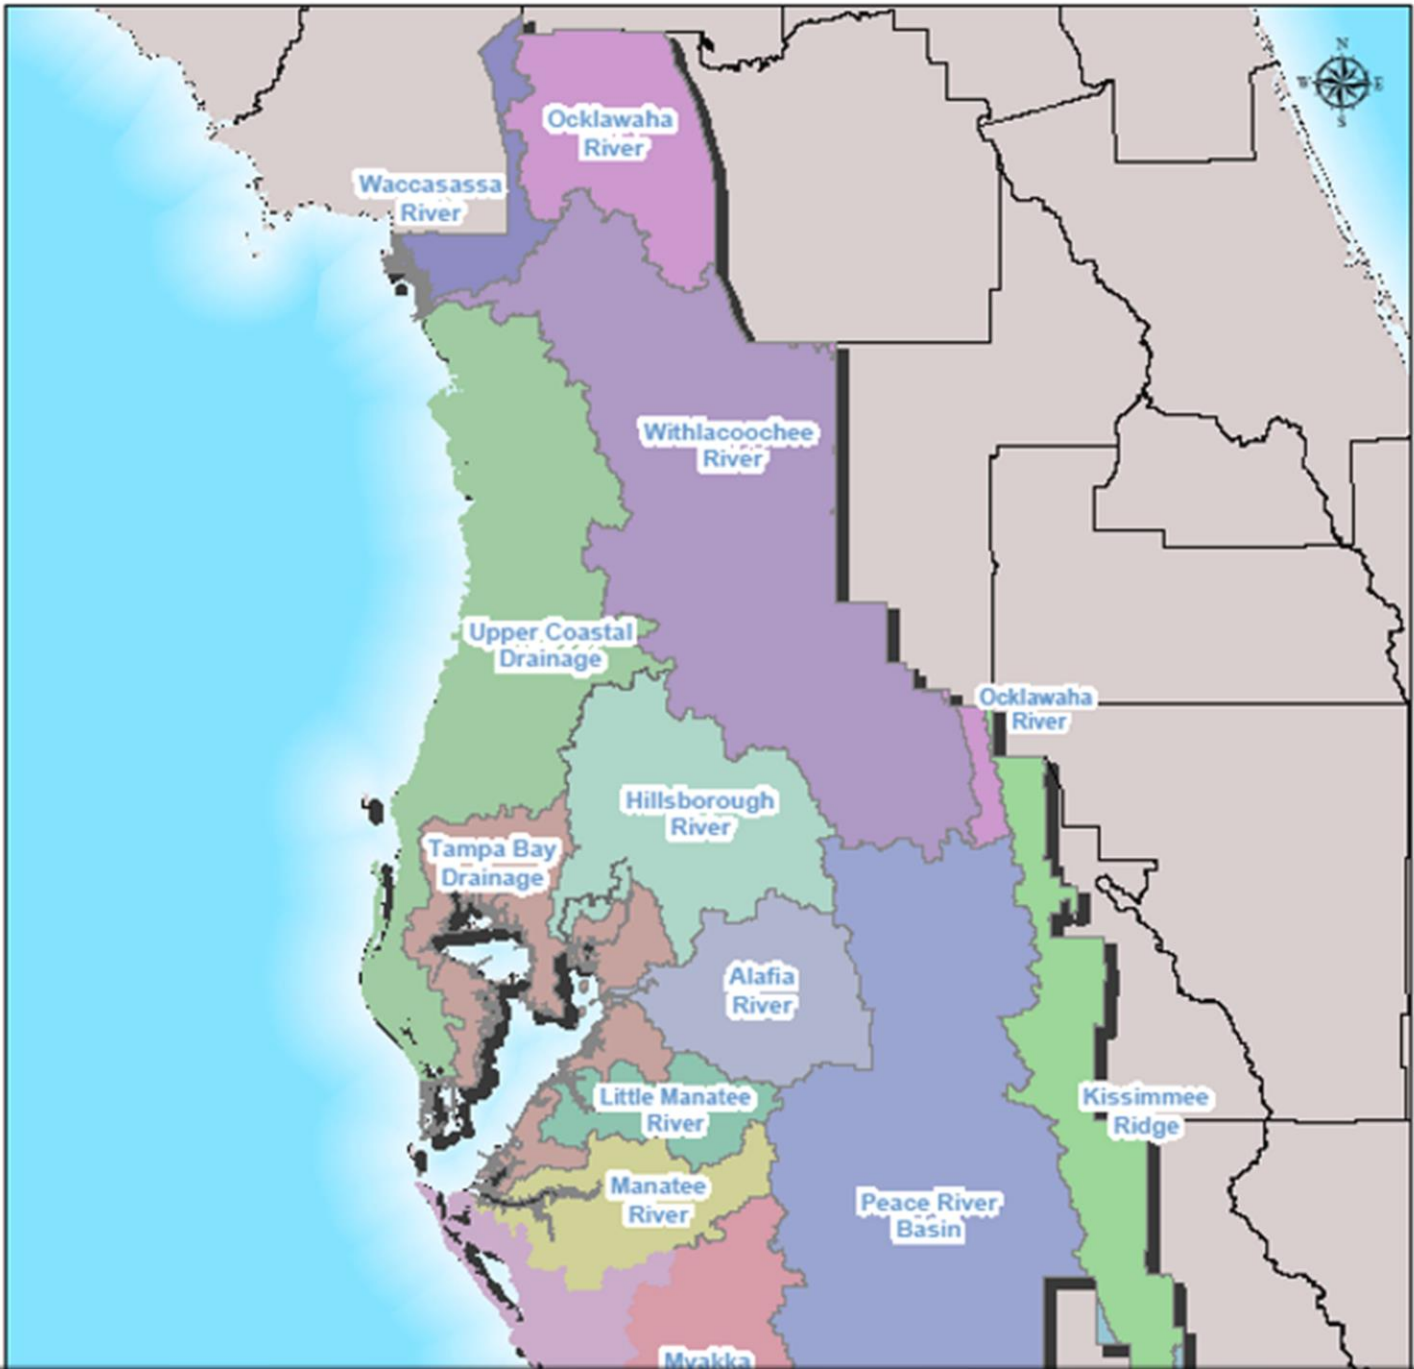 N
W
E
S
Ocklawaha
River
Waccasassa
River
Withlacoochee
River
Upper Coastal
Drainage
Ocklawaha
River
Hillsborough
River
Tampa Bay
Drainage
Alafia
River
Little Manatee
River
Kissimmee
Ridge
Manatee
River
Peace River
Basin
Myakka